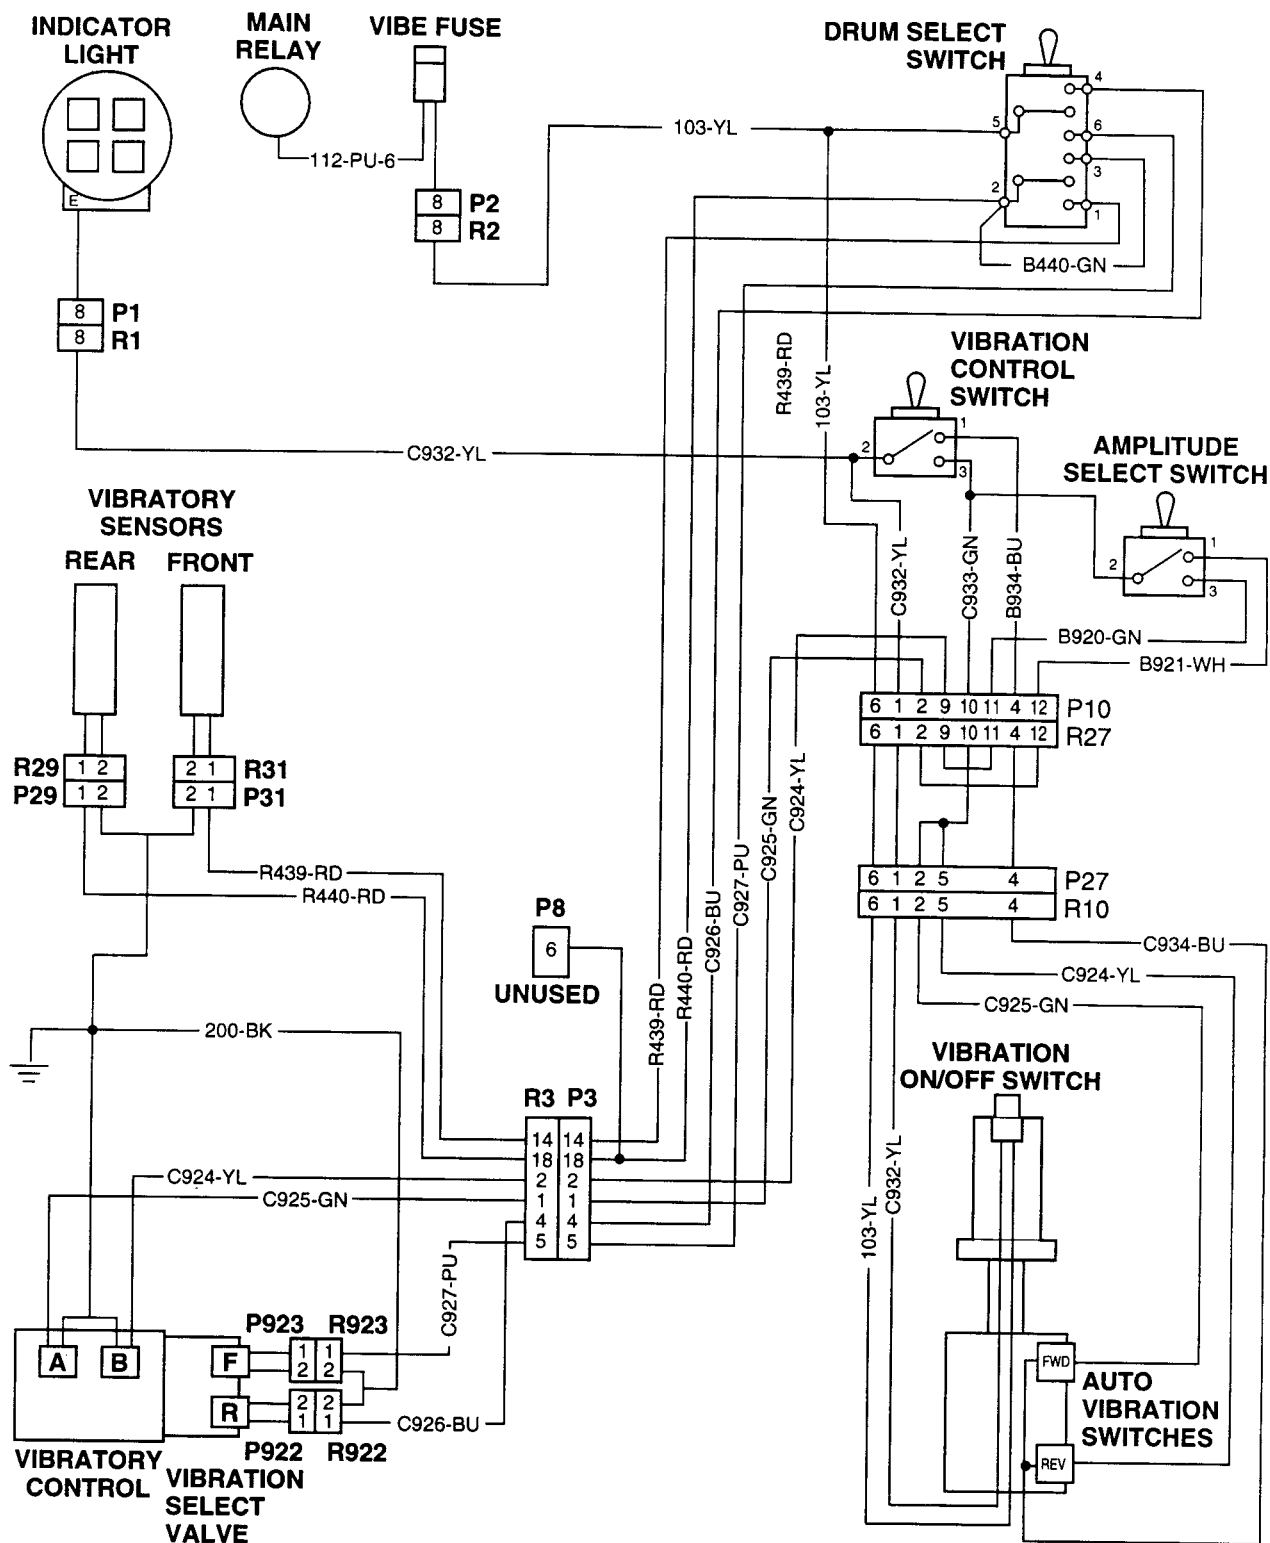 INDICATOR
LIGHT
MAIN
RELAY
VIBE FUSE
DRUM SELECT
SWITCH
E
112-PU-6
103-YL
4
5
6
3
2
1
8 P2
8 R2
B440-GN
8 P1
8 R1
R439-RD
103-YL
VIBRATION
CONTROL
SWITCH
1
2
3
C932-YL
AMPLITUDE
SELECT SWITCH
1
2
3
VIBRATORY
SENSORS
REAR FRONT
C932-YL
C933-GN
B934-BU
B920-GN
B921-WH
6 1 2 9 10 11 4 12 P10
6 1 2 9 10 11 4 12 R27
R29 1 2
P29 1 2
2 1 R31
2 1 P31
C925-GN
C924-YL
C927-PU
C926-BU
R440-RD
R439-RD
R439-RD
R440-RD
6 1 2 5 4 P27
6 1 2 5 4 R10
P8
6
UNUSED
C934-BU
C924-YL
C925-GN
200-BK
VIBRATION
ON/OFF SWITCH
R3 P3
14 14
18 18
2 2
1 1
4 4
5 5
C924-YL
C925-GN
103-YL
C932-YL
C927-PU
P923 R923
1 1
2 2
A B F
R
2 2
1 1
C926-BU
P922 R922
VIBRATORY
CONTROL
VIBRATION
SELECT
VALVE
FWD
AUTO
VIBRATION
SWITCHES
REV